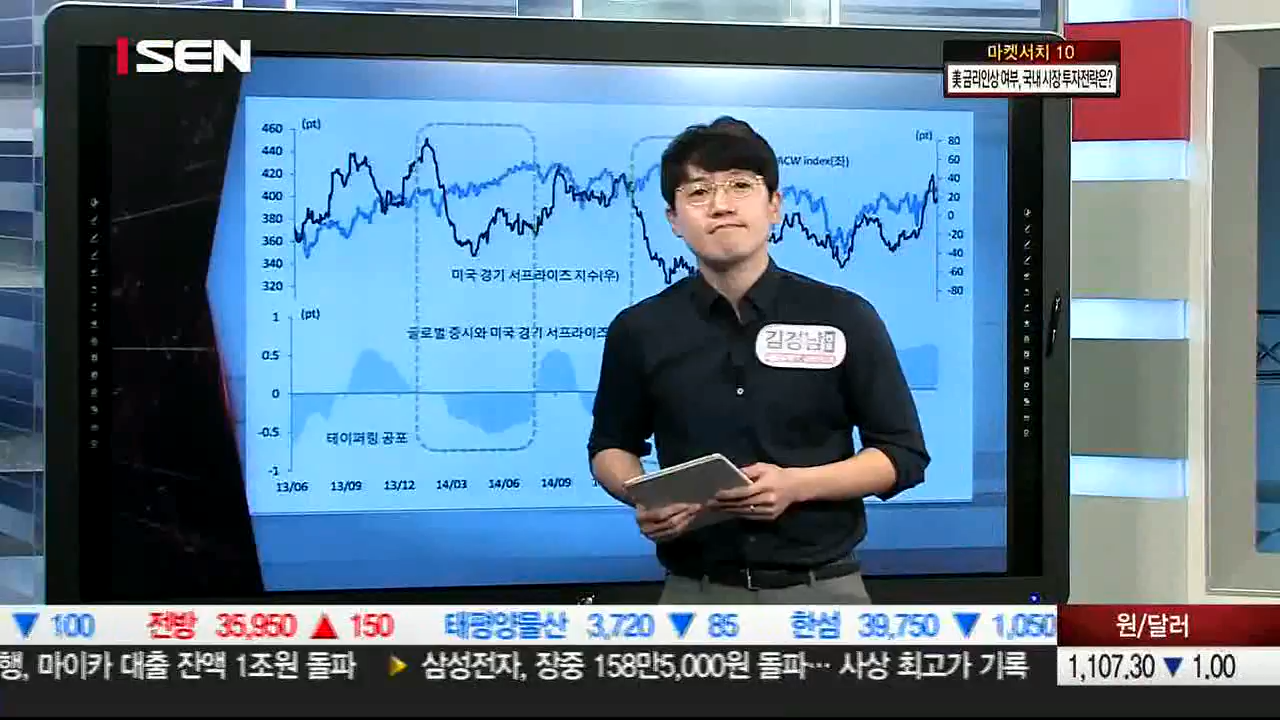 SEN
마켓서치 10
美 금리인상 여부, 국내 시장 투자전략은?
(pt)
460
440
420
400
380
360
340
320
(pt)
80
60
40
20
0
-20
-40
-60
-80
ACW index(좌)
미국 경기 서프라이즈 지수(우)
(pt)
1
0.5
0
-0.5
-1
글로벌 증시와 미국 경기 서프라이즈
테이퍼링 공포
13/06 13/09 13/12 14/03 14/06 14/09
김경남
▼ 100 전방 36,950 ▲ 150 태평양물산 3,720 ▼ 85 한섬 39,750 ▼ 1,050
원/달러
행, 마이카 대출 잔액 1조원 돌파 ▶ 삼성전자, 장중 158만5,000원 돌파… 사상 최고가 기록
1,107.30 ▼ 1.00